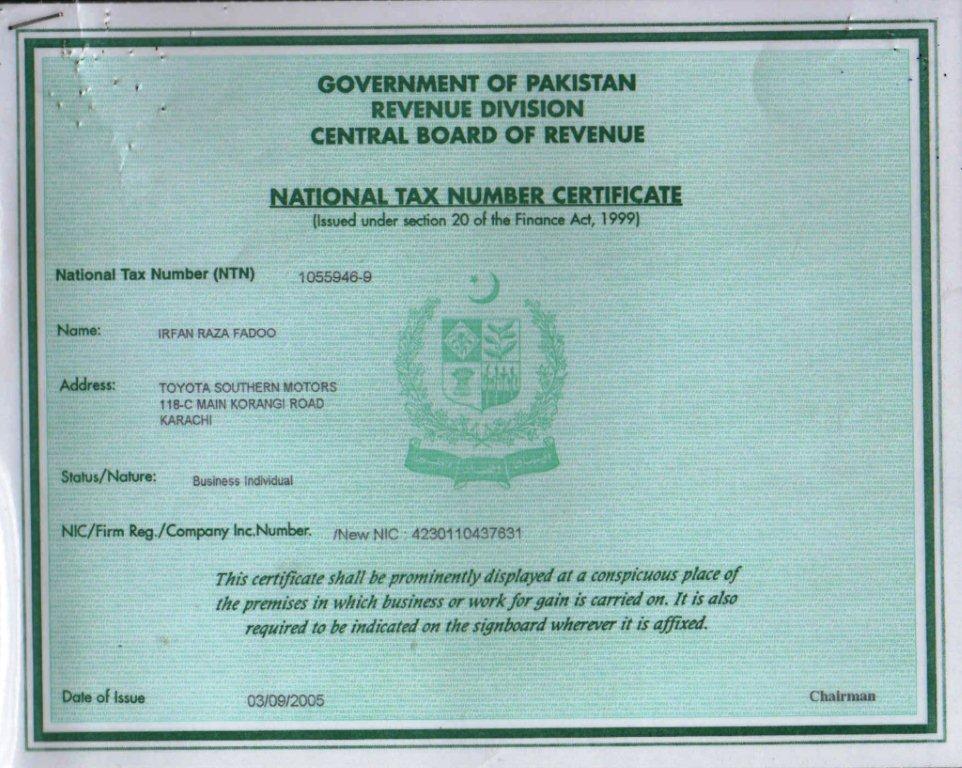 GOVERNMENT OF PAKISTAN
REVENUE DIVISION
CENTRAL BOARD OF REVENUE
NATIONAL TAX NUMBER CERTIFICATE
(Issued under section 20 of the Finance Act, 1999)
National Tax Number (NTN) 1055946-9
Name: IRFAN RAZA FADOO
Address: TOYOTA SOUTHERN MOTORS
118-C MAIN KORANGI ROAD
KARACHI
Status/Nature: Business Individual
NIC/Firm Reg./Company Inc.Number. /New NIC : 4230110437631
This certificate shall be prominently displayed at a conspicuous place of
the premises in which business or work for gain is carried on. It is also
required to be indicated on the signboard wherever it is affixed.
Date of Issue 03/09/2005
Chairman